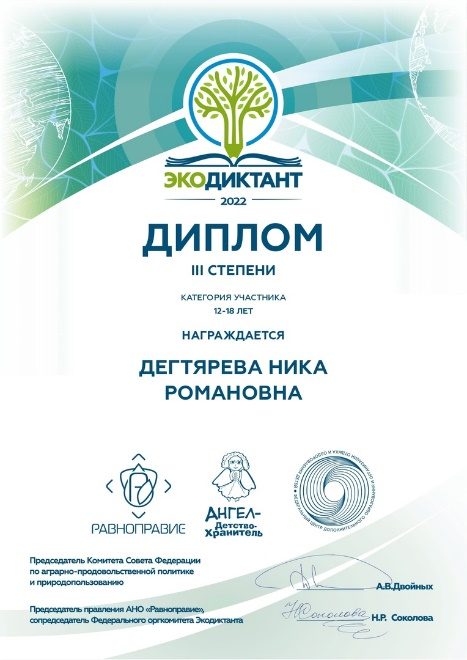 ЭКОДИКТАНТ
2022
ДИПЛОМ
III СТЕПЕНИ
КАТЕГОРИЯ УЧАСТНИКА
12-18 ЛЕТ
НАГРАЖДАЕТСЯ
ДЕГТЯРЕВА НИКА
РОМАНОВНА
РАВНОПРАВИЕ
АНГЕЛ-
ДЕТСТВО-
ХРАНИТЕЛЬ
Председатель Комитета Совета Федерации
по аграрно-продовольственной политике
и природопользованию
А.В.Двойных
Председатель правления АНО «Равноправие»,
сопредседатель Федерального оргкомитета Экодиктанта
Н.Р. Соколова